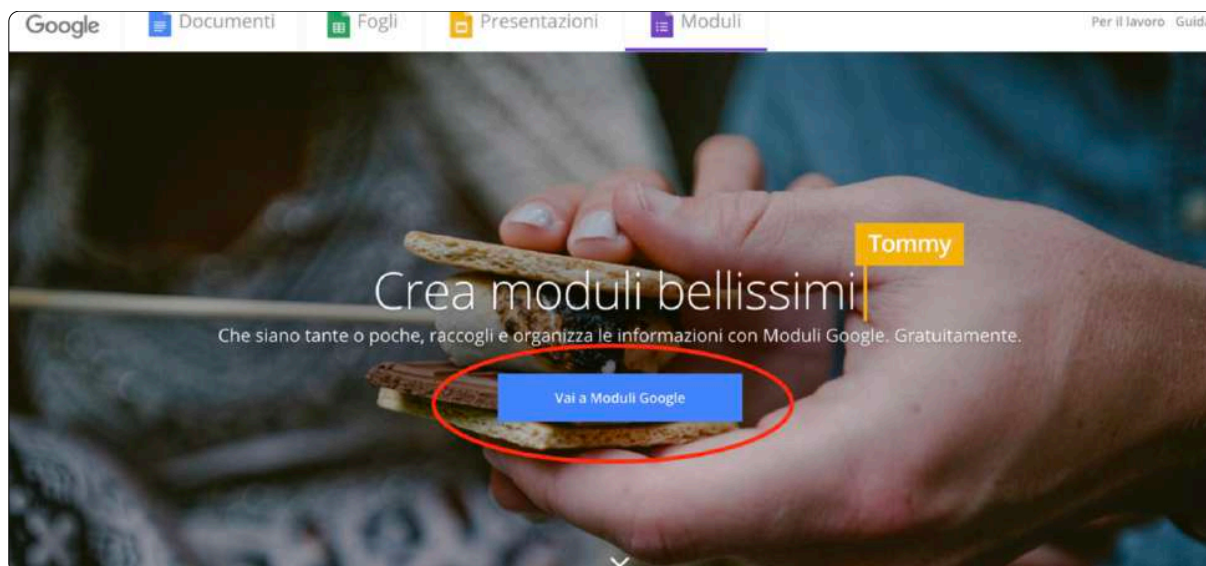 Google Documenti Fogli Presentazioni Moduli Per il lavoro
Tommy
Crea moduli bellissimi
Che siano tante o poche, raccogli e organizza le informazioni con Moduli Google. Gratuitamente.
Vai a Moduli Google